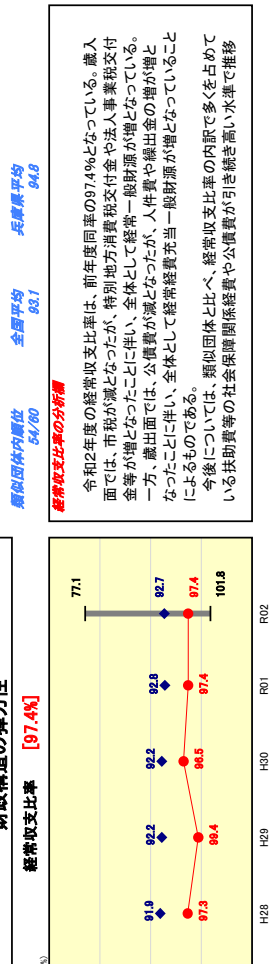 財政構造の弾力性
経常収支比率 [97.4%]
類似団体内順位
54/60
全国平均
93.1
兵庫県平均
94.8
%)
77.1
91.9
92.2
92.2
92.8
92.7
97.3
99.4
96.5
97.4
97.4
101.8
H28
H29
H30
R01
R02
経常収支比率の分析欄
令和2年度の経常収支比率は、前年度同率の97.4%となっている。歳入
面では、市税が減となったが、特別地方消費税交付金や法人事業税交付
金等が増となったことに伴い、全体として経常一般財源が増となっている。
一方、歳出面では、公債費が減となったが、人件費や繰出金の増が増と
なったことに伴い、全体として経常経費充当一般財源が増となっていること
によるものである。
今後については、類似団体と比べ、経常収支比率の内訳で多くを占めて
いる扶助費等の社会保障関係経費や公債費が引き続き高い水準で推移